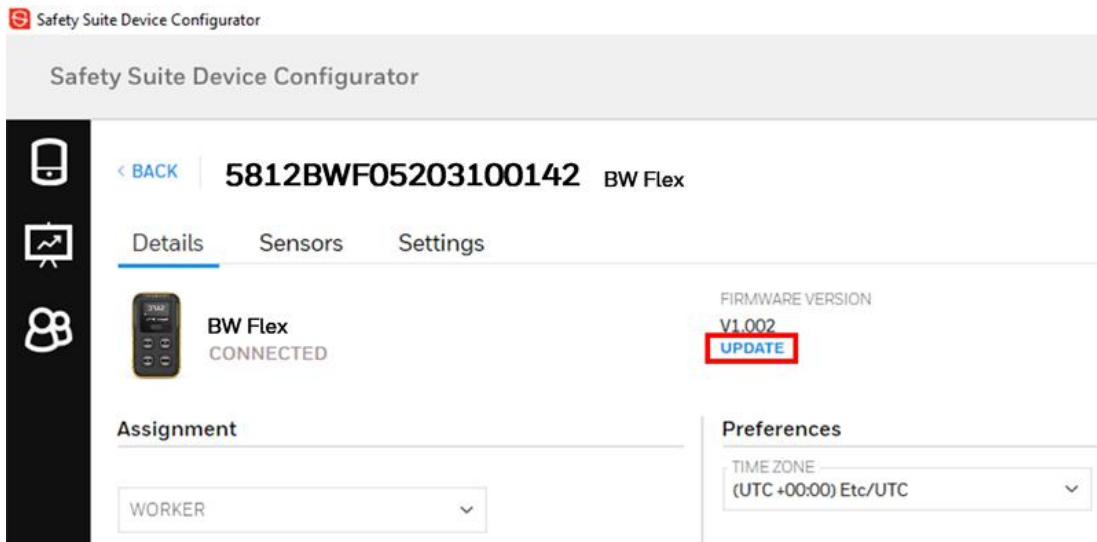 Safety Suite Device Configurator
Safety Suite Device Configurator
< BACK 5812BWF05203100142 BW Flex
Details Sensors Settings
FIRMWARE VERSION
V1.002
UPDATE
BW Flex
CONNECTED
Assignment
WORKER
Preferences
TIME ZONE
(UTC +00:00) Etc/UTC